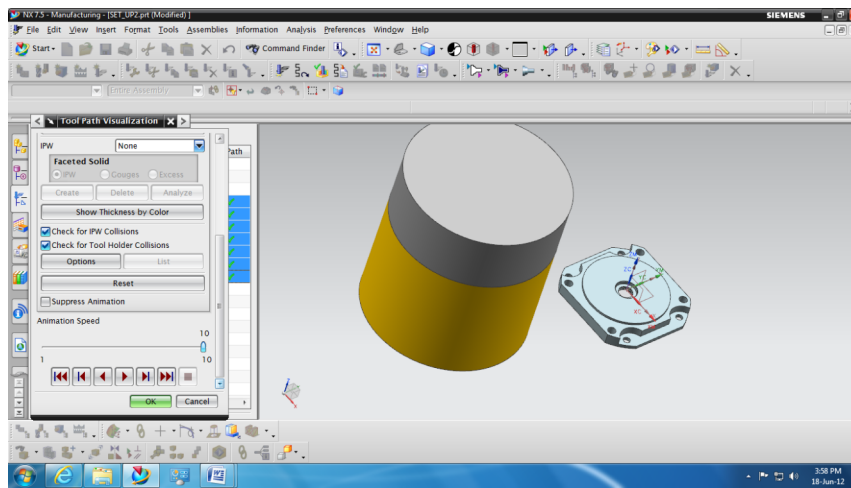 NX 7.5 - Manufacturing - [SET_UP2.prt (Modified) ]
SIEMENS
File Edit View Insert Format Tools Assemblies Information Analysis Preferences Window Help
Start
Command Finder
Entire Assembly
Tool Path Visualization
Path
IPW
None
Faceted Solid
IPW Gouges Excess
Create Delete Analyze
Show Thickness by Color
Check for IPW Collisions
Check for Tool Holder Collisions
Options List
Reset
Suppress Animation
Animation Speed
10
1 10
OK Cancel
3:58 PM
18-Jun-12